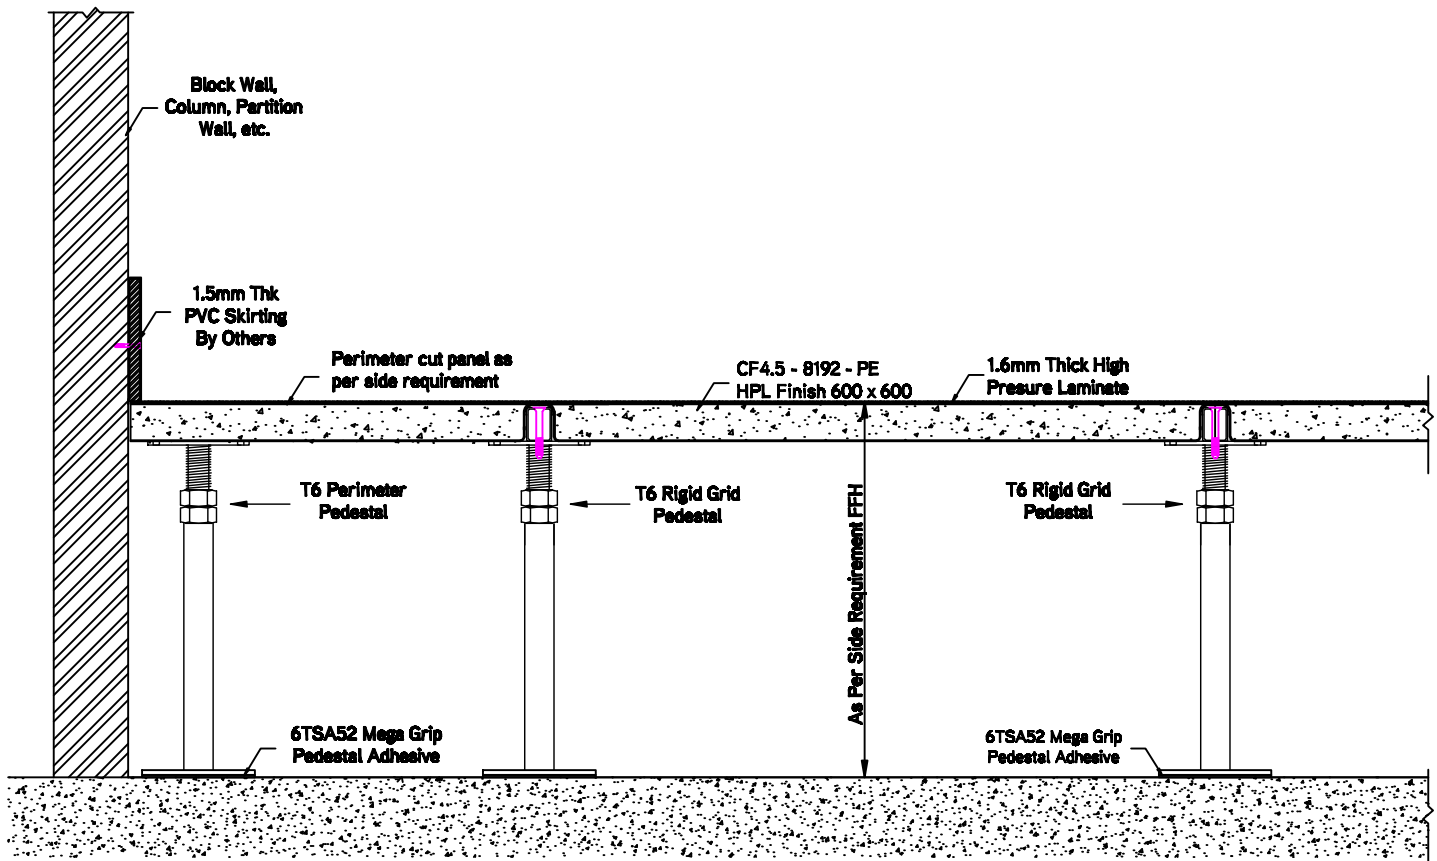 Block Wall,
Column, Partition
Wall, etc.
1.5mm Thk
PVC Skirting
By Others
Perimeter cut panel as
per side requirement
CF4.5 - 8192 - PE
HPL Finish 600 x 600
1.6mm Thick High
Presure Laminate
T6 Perimeter
Pedestal
T6 Rigid Grid
Pedestal
As Per Side Requirement FFH
T6 Rigid Grid
Pedestal
6TSA52 Mega Grip
Pedestal Adhesive
6TSA52 Mega Grip
Pedestal Adhesive